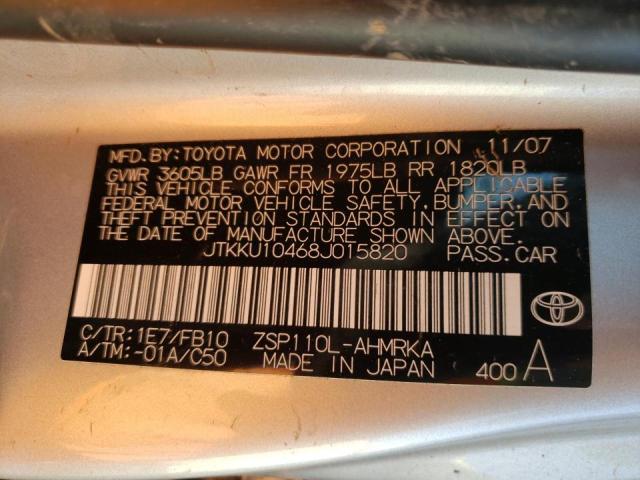 MFD.BY:TOYOTA MOTOR CORPORATION 11/07
GVWR 3605LB GAWR FR 1975LB RR 1820LB
THIS VEHICLE CONFORMS TO ALL APPLICABLE
FEDERAL MOTOR VEHICLE SAFETY,BUMPER,AND
THEFT PREVENTION STANDARDS IN EFFECT ON
THE DATE OF MANUFACTURE SHOWN ABOVE.
JTKKU10468J015820 PASS.CAR
C/TR:1E7/FB10 ZSP110L-AHMRKA
A/TM:-01A/C50 MADE IN JAPAN 400 A